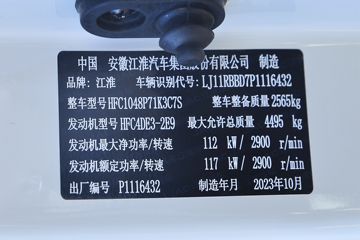 中国 安徽江淮汽车集团股份有限公司 制造
品牌: 江淮 车辆识别代号: LJ11RBBD7P1116432
整车型号 HFC1048P71K3C7S 整车整备质量 2565kg
发动机型号 HFC4DE3-2E9 最大允许总质量 4495 kg
发动机最大净功率/转速 112 kW/ 2900 r/min
发动机额定功率/转速 117 kW/ 2900 r/min
出厂编号 P1116432 制造年月 2023年10月